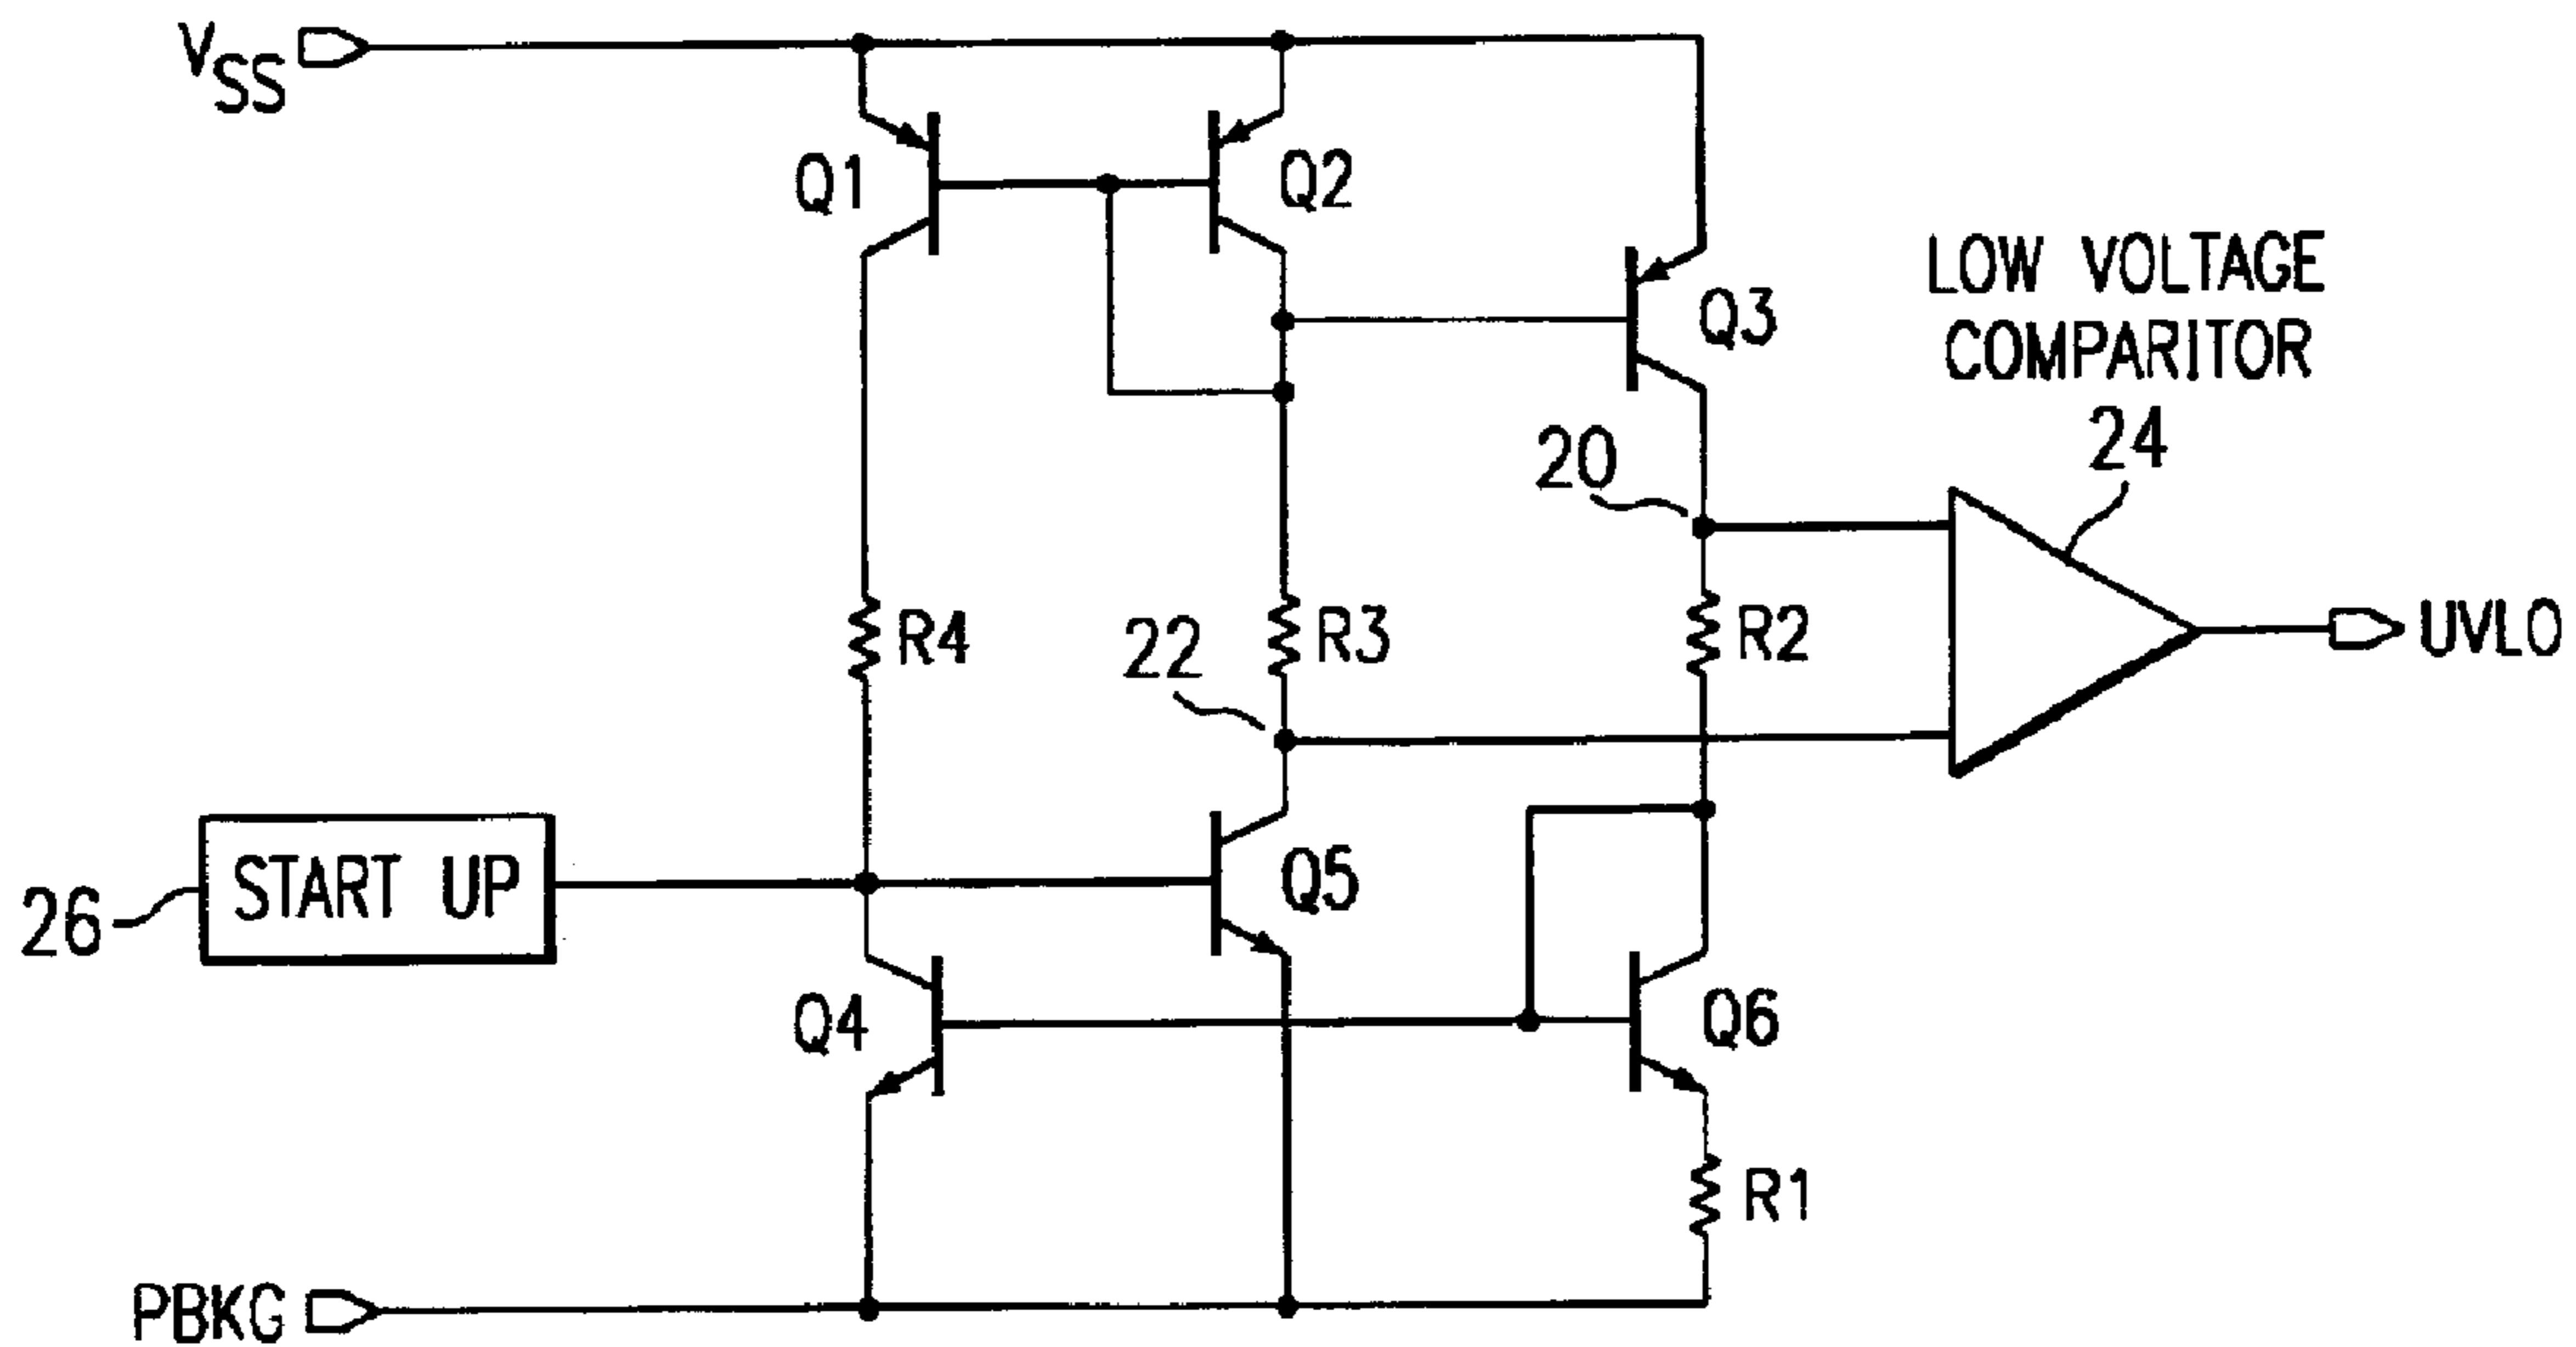 VSS
Q1
Q2
Q3
LOW VOLTAGE
COMPARITOR
24
20
R4
R3
R2
22
UVLO
26
START UP
Q5
Q4
Q6
R1
PBKG